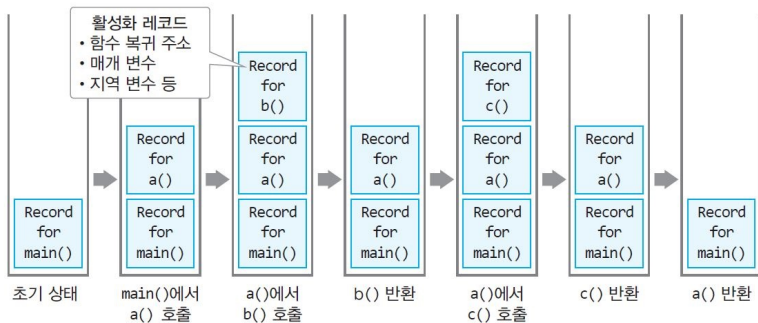 활성화 레코드
• 함수 복귀 주소
• 매개 변수
• 지역 변수 등
Record
for
main()
초기 상태
Record
for
a()
Record
for
main()
main()에서
a() 호출
Record
for
b()
Record
for
a()
Record
for
main()
a()에서
b() 호출
Record
for
a()
Record
for
main()
b() 반환
Record
for
c()
Record
for
a()
Record
for
main()
a()에서
c() 호출
Record
for
a()
Record
for
main()
c() 반환
Record
for
main()
a() 반환